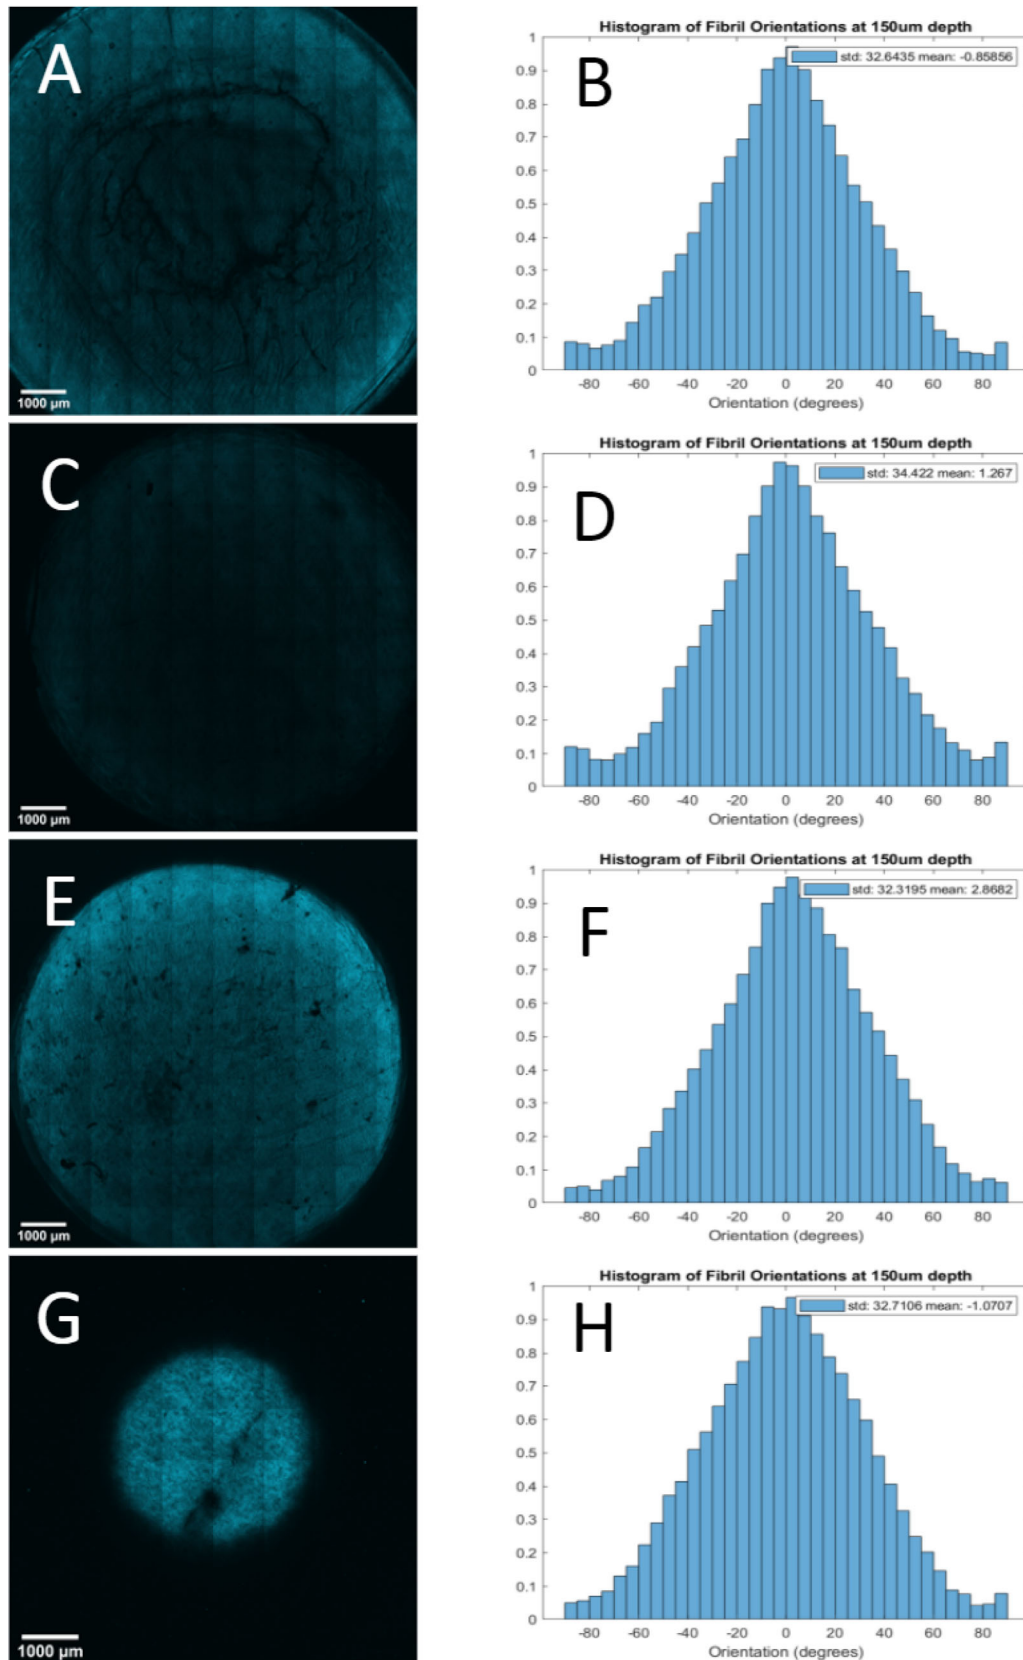 A
1000 µm
Histogram of Fibril Orientations at 150um depth
B
std: 32.6435 mean: -0.85856
1
0.9
0.8
0.7
0.6
0.5
0.4
0.3
0.2
0.1
0
-80 -60 -40 -20 0 20 40 60 80
Orientation (degrees)
C
1000 µm
Histogram of Fibril Orientations at 150um depth
D
std: 34.422 mean: 1.267
1
0.9
0.8
0.7
0.6
0.5
0.4
0.3
0.2
0.1
0
-80 -60 -40 -20 0 20 40 60 80
Orientation (degrees)
E
1000 µm
Histogram of Fibril Orientations at 150um depth
F
std: 32.3195 mean: 2.8682
1
0.9
0.8
0.7
0.6
0.5
0.4
0.3
0.2
0.1
0
-80 -60 -40 -20 0 20 40 60 80
Orientation (degrees)
G
1000 µm
Histogram of Fibril Orientations at 150um depth
H
std: 32.7106 mean: -1.0707
1
0.9
0.8
0.7
0.6
0.5
0.4
0.3
0.2
0.1
0
-80 -60 -40 -20 0 20 40 60 80
Orientation (degrees)